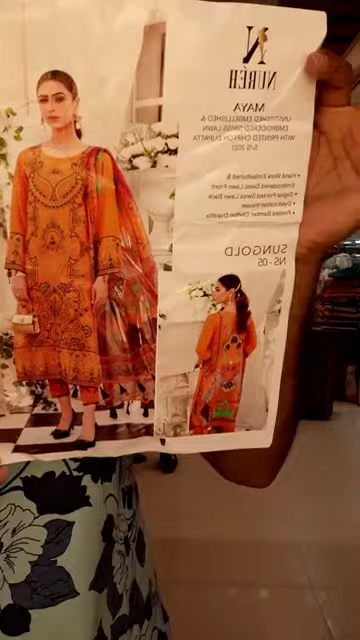 N
NUREH
MAYA
UNSTITCHED EMBELLISHED &
EMBROIDERED SWISS LAWN
WITH PRINTED CHIFFON DUPATTA
S/S 2021
• Hand Work Embellished &
Embroidered Swiss Lawn Front
• Digital Printed Swiss Lawn Back
• Dyed Cotton Trouser
• Printed Bamber Chiffon Dupatta
SUNGOLD
NS - 05